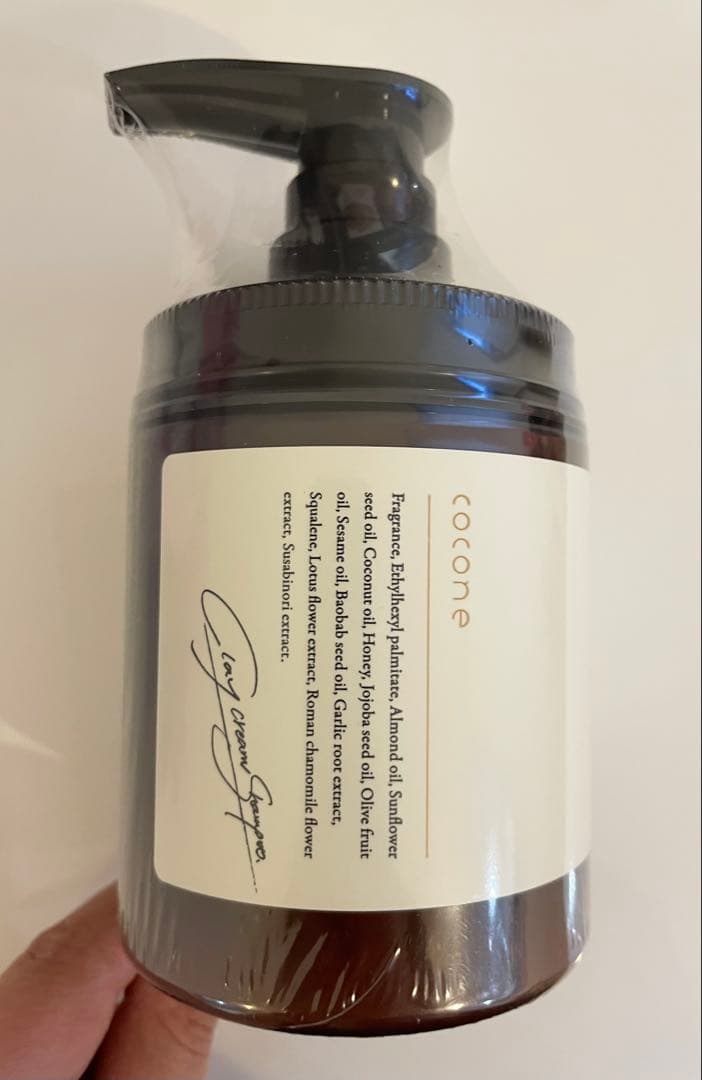 cocone
Fragrance, Ethylhexyl palmitate, Almond oil, Sunflower
seed oil, Coconut oil, Honey, Jojoba seed oil, Olive fruit
oil, Sesame oil, Baobab seed oil, Garlic root extract,
Squalene, Lotus flower extract, Roman chamomile flower
extract, Susabinori extract.
Clay cream Shampoo.